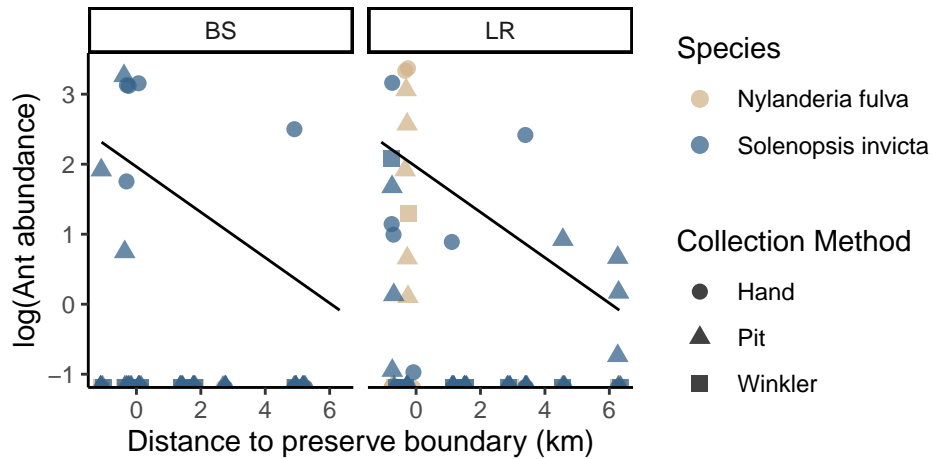 BS
LR
log(Ant abundance)
3
2
1
0
−1
0
2
4
6
0
2
4
6
Distance to preserve boundary (km)
Species
Nylanderia fulva
Solenopsis invicta
Collection Method
Hand
Pit
Winkler